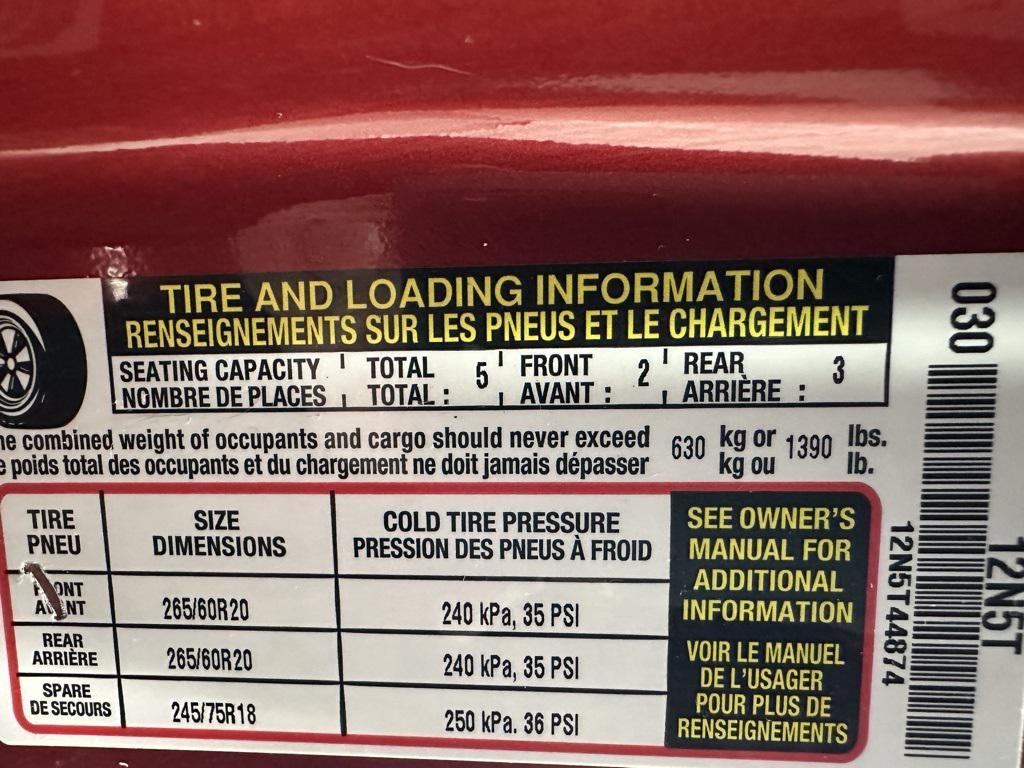 TIRE AND LOADING INFORMATION
RENSEIGNEMENTS SUR LES PNEUS ET LE CHARGEMENT
SEATING CAPACITY TOTAL 5 FRONT 2 REAR 3
NOMBRE DE PLACES TOTAL : AVANT : ARRIÈRE :
combined weight of occupants and cargo should never exceed 630 kg or 1390 lbs.
poids total des occupants et du chargement ne doit jamais dépasser kg ou lb.
TIRE SIZE COLD TIRE PRESSURE
PNEU DIMENSIONS PRESSION DES PNEUS À FROID
265/60R20 240 kPa, 35 PSI
REAR
ARRIÈRE 265/60R20 240 kPa, 35 PSI
SPARE
DE SECOURS 245/75R18 250 kPa. 36 PSI
SEE OWNER'S
MANUAL FOR
ADDITIONAL
INFORMATION
VOIR LE MANUEL
DE L'USAGER
POUR PLUS DE
RENSEIGNEMENTS
030
12N5T44874
12N5T